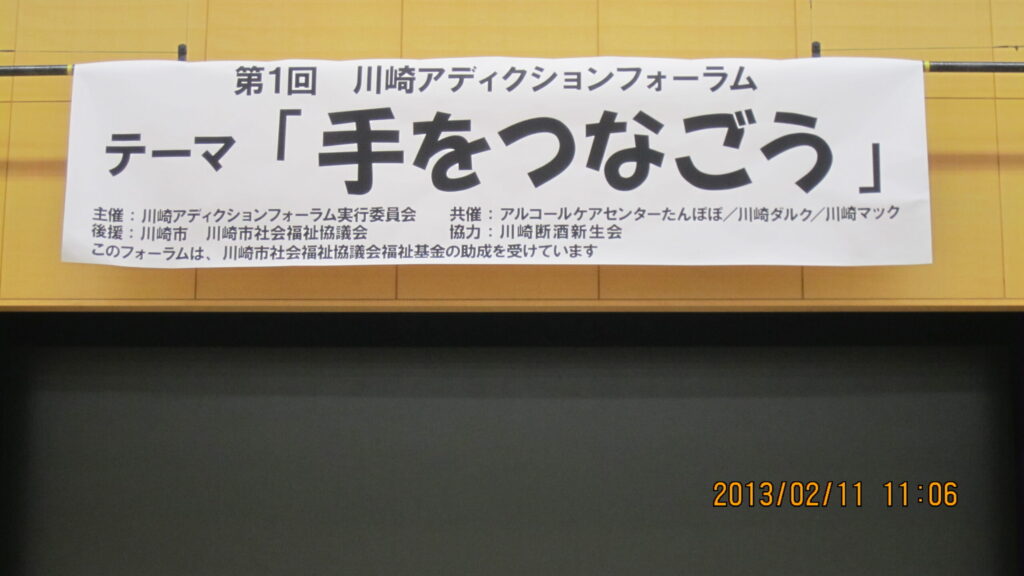 第1回 川崎アディクションフォーラム
テーマ「手をつなごう」
主催：川崎アディクションフォーラム実行委員会 共催：アルコールケアセンターたんぽぽ／川崎ダルク／川崎マック
後援：川崎市 川崎市社会福祉協議会 協力：川崎断酒新生会
このフォーラムは、川崎市社会福祉協議会福祉基金の助成を受けています
2013/02/11 11:06